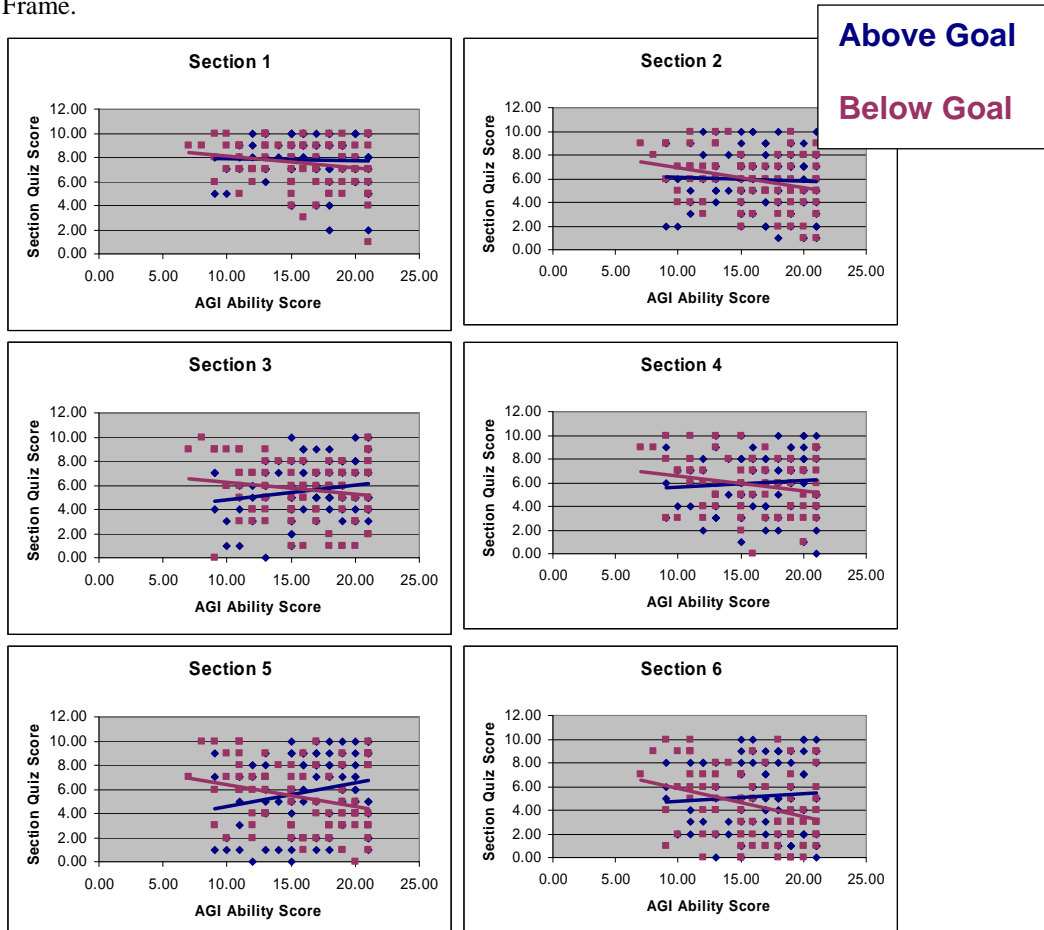 Frame.
Above Goal
Below Goal
Section 1
Section Quiz Score
12.00
10.00
8.00
6.00
4.00
2.00
0.00
0.00 5.00 10.00 15.00 20.00 25.00
AGI Ability Score
Section 2
Section Quiz Score
12.00
10.00
8.00
6.00
4.00
2.00
0.00
0.00 5.00 10.00 15.00 20.00 25.00
AGI Ability Score
Section 3
Section Quiz Score
12.00
10.00
8.00
6.00
4.00
2.00
0.00
0.00 5.00 10.00 15.00 20.00 25.00
AGI Ability Score
Section 4
Section Quiz Score
12.00
10.00
8.00
6.00
4.00
2.00
0.00
0.00 5.00 10.00 15.00 20.00 25.00
AGI Ability Score
Section 5
Section Quiz Score
12.00
10.00
8.00
6.00
4.00
2.00
0.00
0.00 5.00 10.00 15.00 20.00 25.00
AGI Ability Score
Section 6
Section Quiz Score
12.00
10.00
8.00
6.00
4.00
2.00
0.00
0.00 5.00 10.00 15.00 20.00 25.00
AGI Ability Score